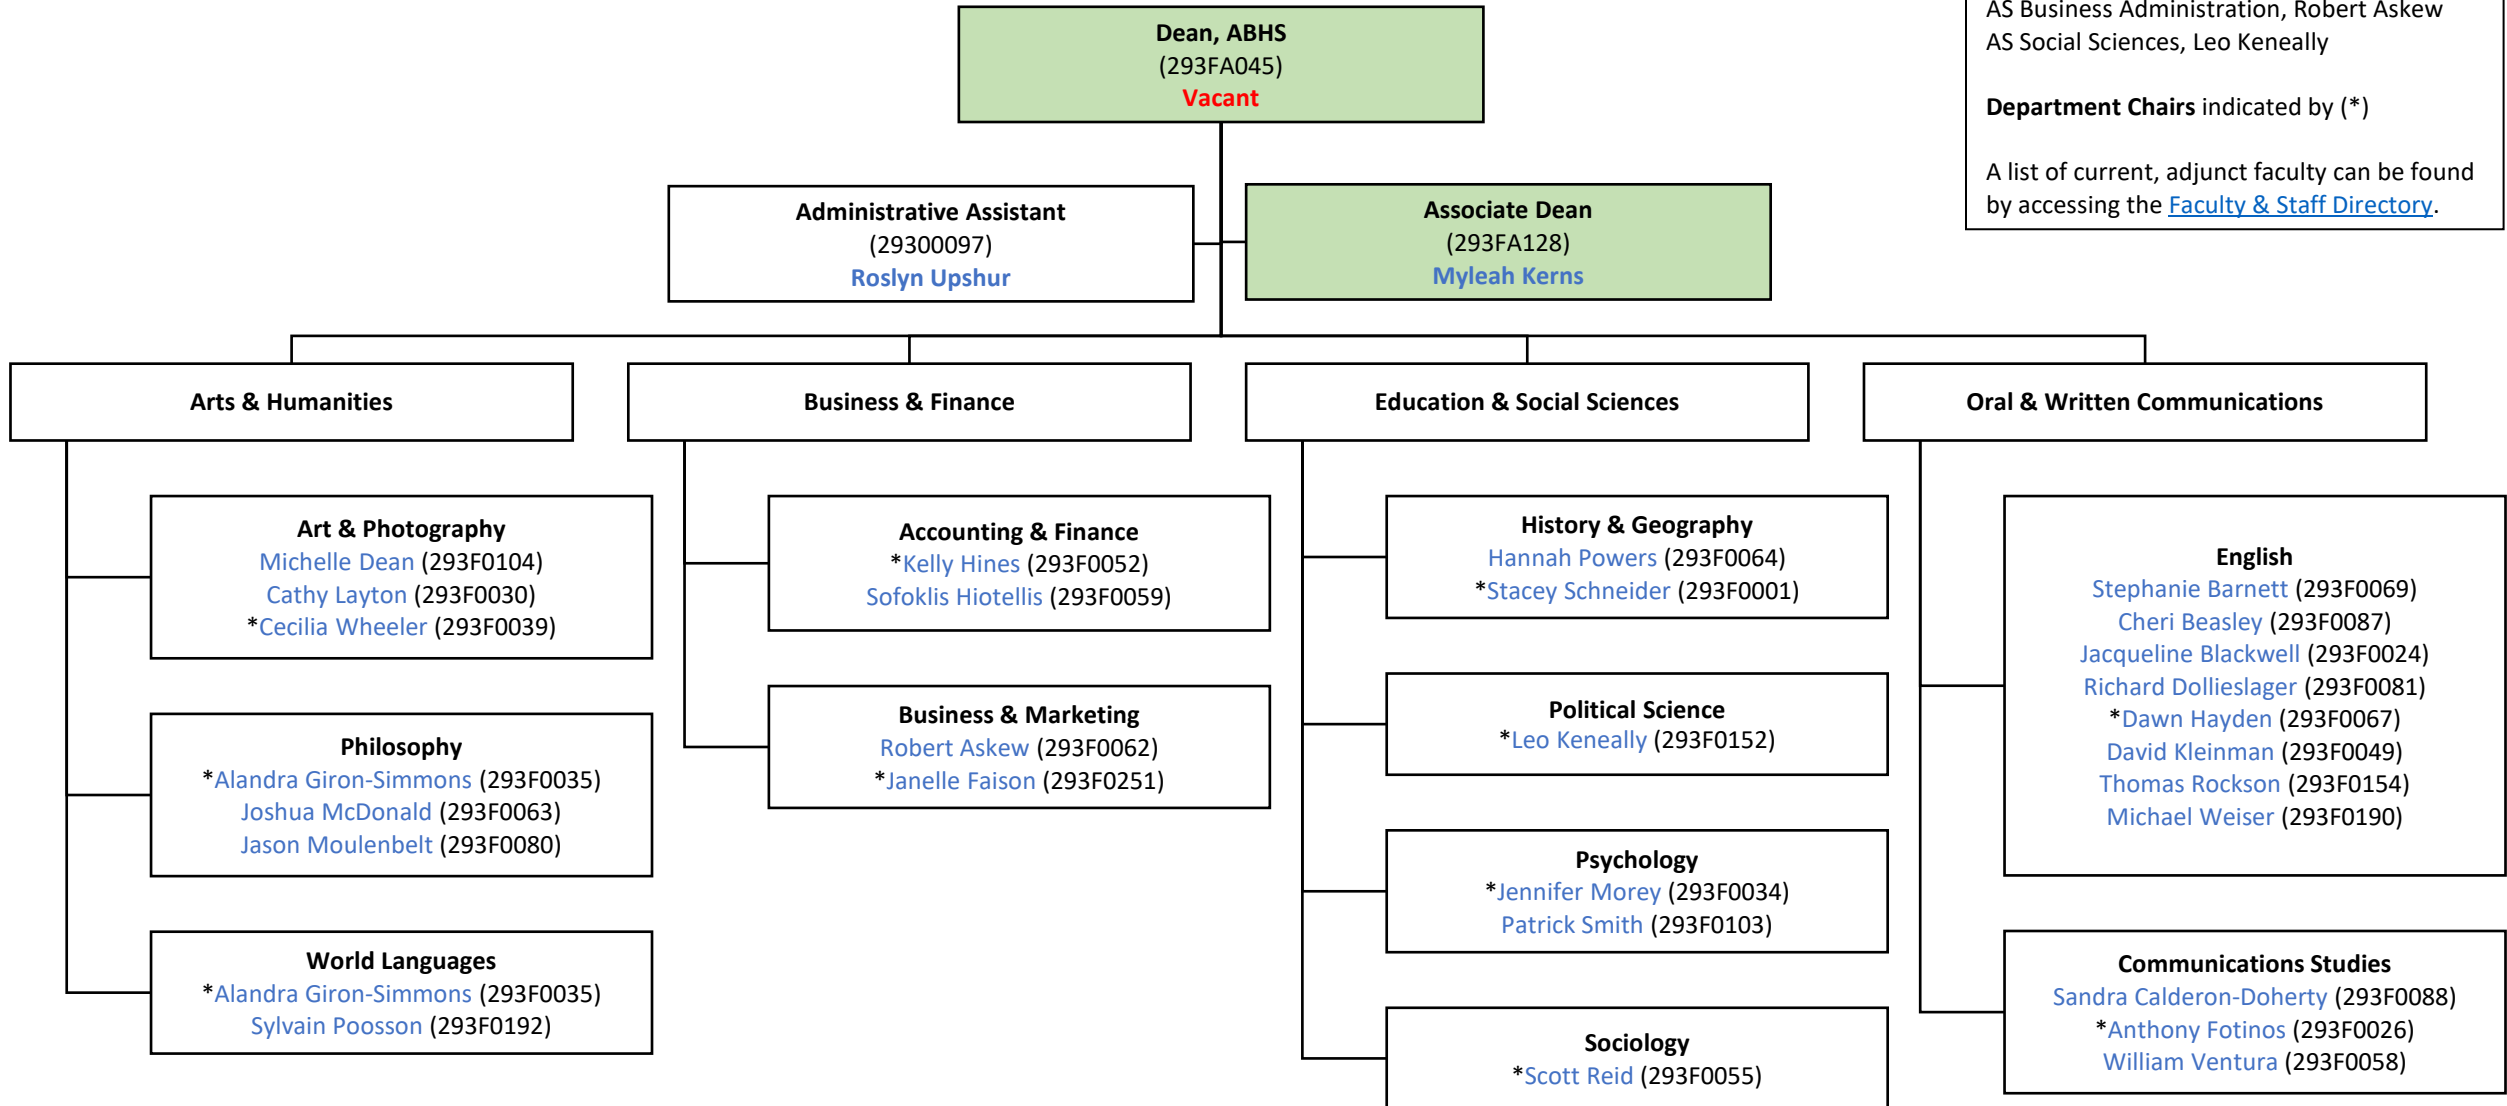 AS Business Administration, Robert Askew
AS Social Sciences, Leo Keneally
Department Chairs indicated by (*)
A list of current, adjunct faculty can be found
by accessing the Faculty & Staff Directory.
Dean, ABHS
(293FA045)
Vacant
Administrative Assistant
(29300097)
Roslyn Upshur
Associate Dean
(293FA128)
Myleah Kerns
Arts & Humanities
Art & Photography
Michelle Dean (293F0104)
Cathy Layton (293F0030)
*Cecilia Wheeler (293F0039)
Philosophy
*Alandra Giron-Simmons (293F0035)
Joshua McDonald (293F0063)
Jason Moulenbelt (293F0080)
World Languages
*Alandra Giron-Simmons (293F0035)
Sylvain Poosson (293F0192)
Business & Finance
Accounting & Finance
*Kelly Hines (293F0052)
Sofoklis Hiotellis (293F0059)
Business & Marketing
Robert Askew (293F0062)
*Janelle Faison (293F0251)
Education & Social Sciences
History & Geography
Hannah Powers (293F0064)
*Stacey Schneider (293F0001)
Political Science
*Leo Keneally (293F0152)
Psychology
*Jennifer Morey (293F0034)
Patrick Smith (293F0103)
Sociology
*Scott Reid (293F0055)
Oral & Written Communications
English
Stephanie Barnett (293F0069)
Cheri Beasley (293F0087)
Jacqueline Blackwell (293F0024)
Richard Dollieslager (293F0081)
*Dawn Hayden (293F0067)
David Kleinman (293F0049)
Thomas Rockson (293F0154)
Michael Weiser (293F0190)
Communications Studies
Sandra Calderon-Doherty (293F0088)
*Anthony Fotinos (293F0026)
William Ventura (293F0058)